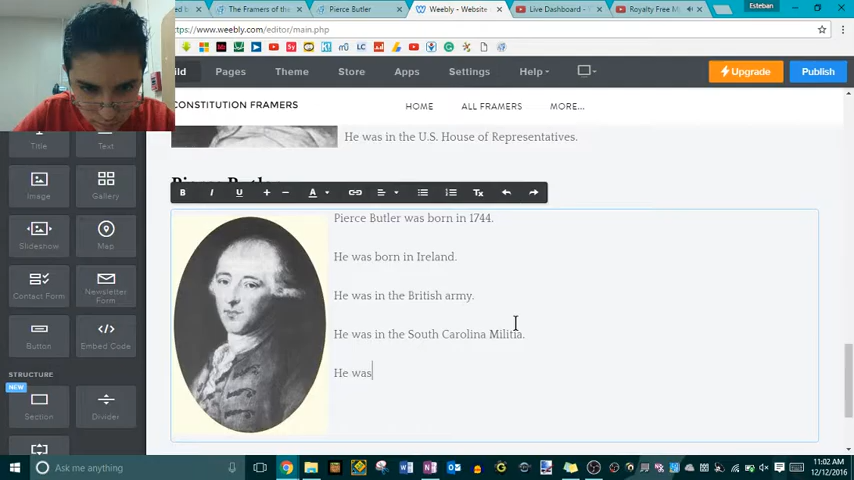 Esteban
The Framers of the
Pierce Butler
Weebly - Website
Live Dashboard
Royalty Free M
https://www.weebly.com/editor/main.php
Build
Pages
Theme
Store
Apps
Settings
Help
Upgrade
Publish
CONSTITUTION FRAMERS
HOME
ALL FRAMERS
MORE...
Title
Text
He was in the U.S. House of Representatives.
Pierce Butler
B
I
U
A
Image
Gallery
Pierce Butler was born in 1744.
Slideshow
Map
He was born in Ireland.
Contact Form
Newsletter
Form
He was in the British army.
Button
Embed Code
He was in the South Carolina Militia.
STRUCTURE
NEW
He was
Section
Divider
Ask me anything
11:02 AM
12/12/2016